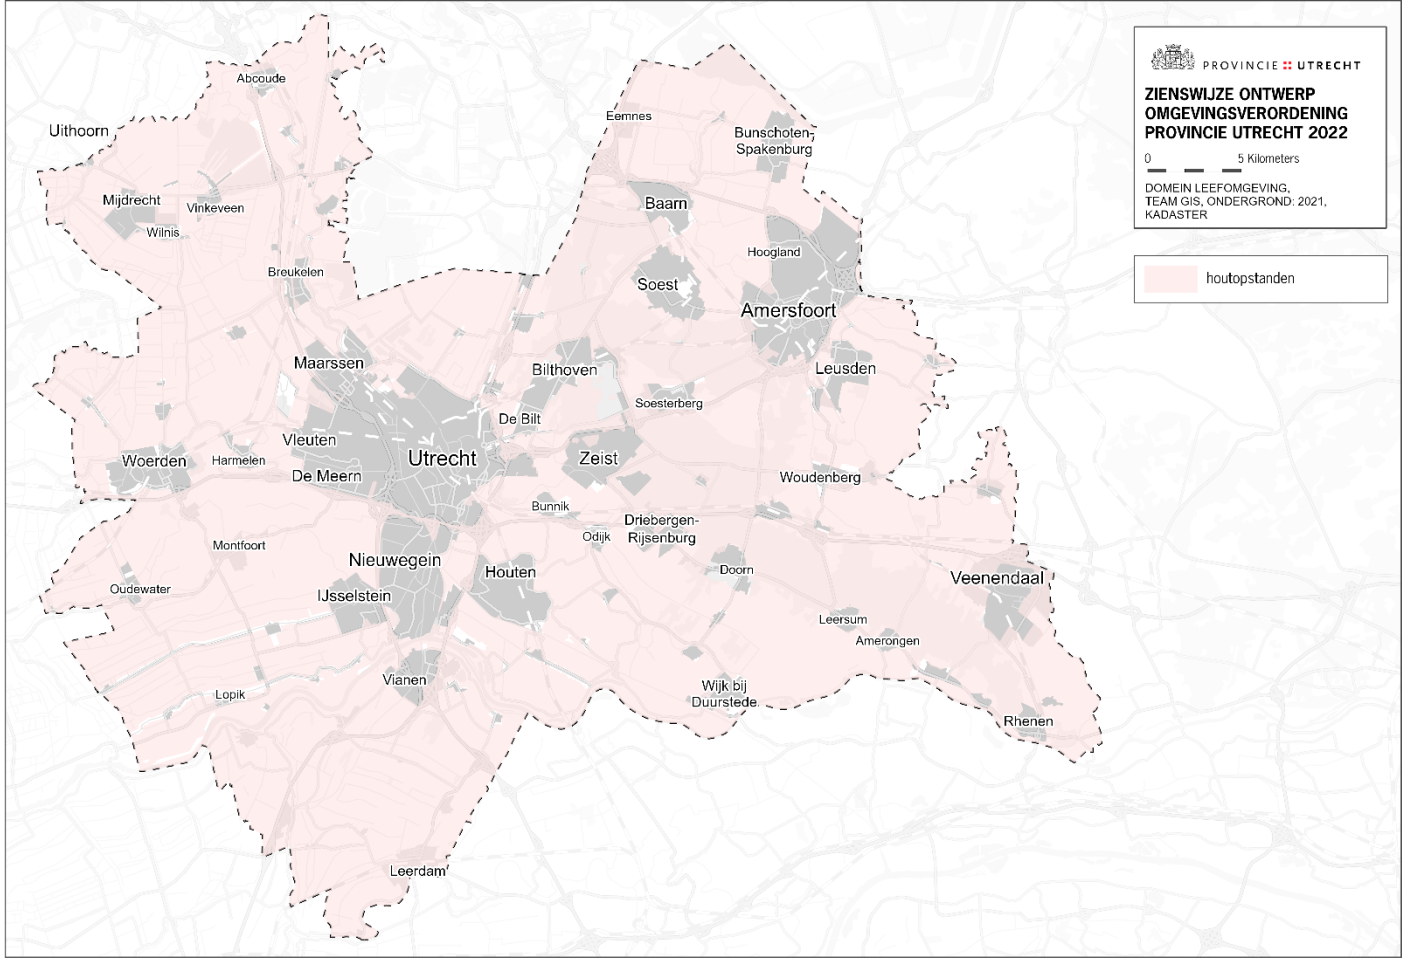 PROVINCIE UTRECHT
ZIENSWIJZE ONTWERP
OMGEVINGSVERORDENING
PROVINCIE UTRECHT 2022
0 5 Kilometers
DOMEIN LEEFOMGEVING,
TEAM GIS, ONDERGROND: 2021,
KADASTER
houtopstanden
Abcoude
Uithoorn
Eemnes
Bunschoten-
Spakenburg
Mijdrecht
Vinkeveen
Wilnis
Baarn
Hoogland
Breukelen
Soest
Amersfoort
Maarssen
Bilthoven
Leusden
Soesterberg
De Bilt
Vleuten
Utrecht
Zeist
Woerden
Harmelen
De Meern
Woudenberg
Bunnik
Odijk
Driebergen-
Rijsenburg
Montfoort
Nieuwegein
Houten
Doorn
Veenendaal
Oudewater
IJsselstein
Leersum
Amerongen
Vianen
Lopik
Wijk bij
Duurstede
Rhenen
Leerdam